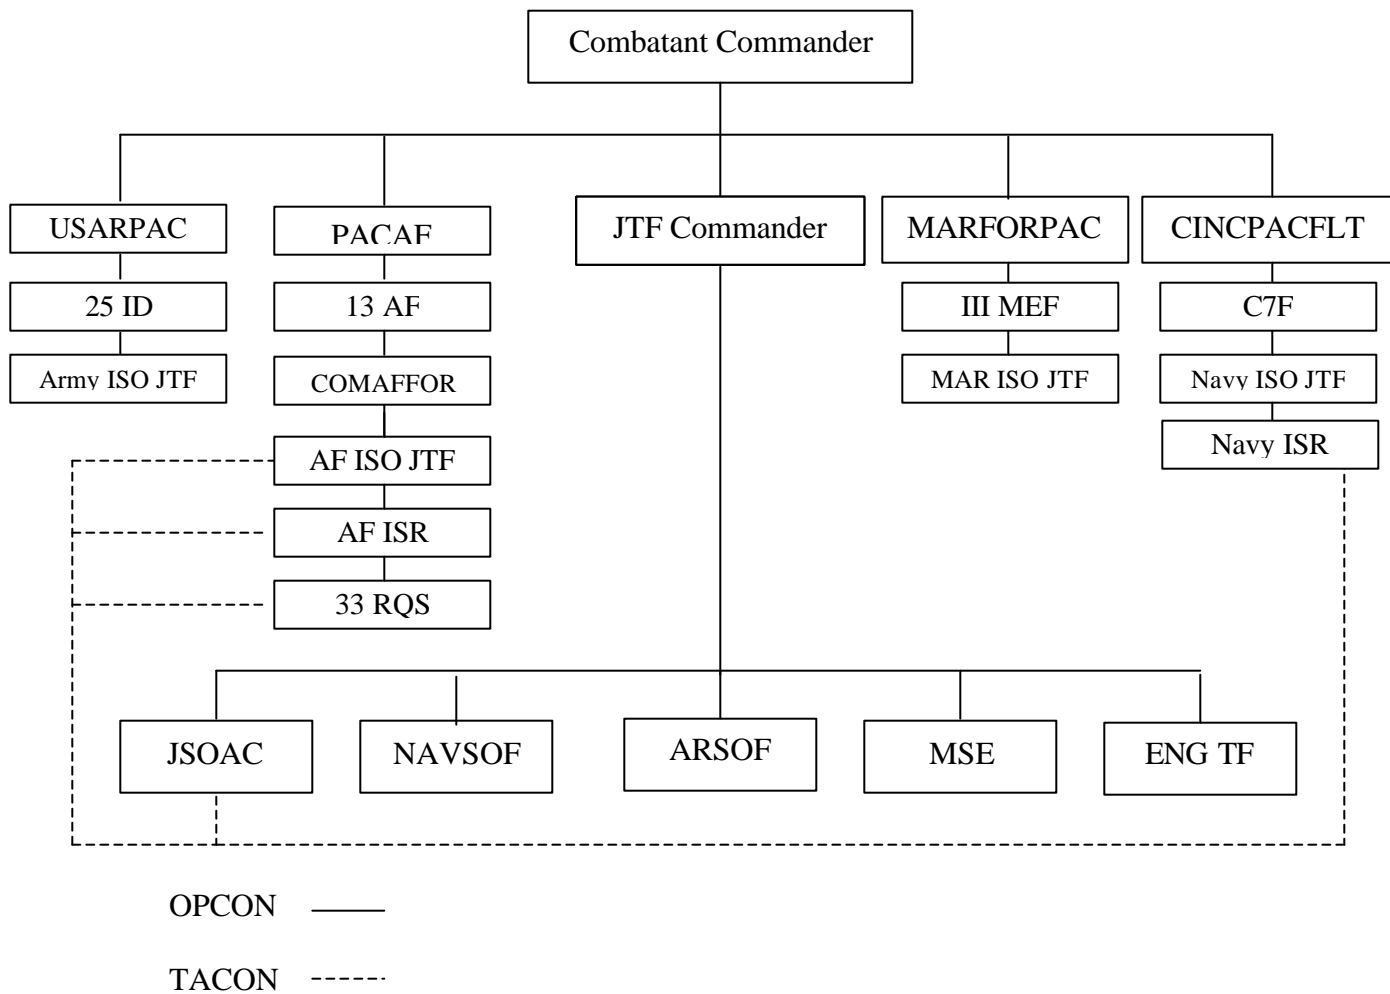 Combatant Commander
USARPAC
PACAF
JTF Commander
MARFORPAC
CINCPACFLT
25 ID
13 AF
III MEF
C7F
Army ISO JTF
COMAFFOR
MAR ISO JTF
Navy ISO JTF
AF ISO JTF
Navy ISR
AF ISR
33 RQS
JSOAC
NAVSOF
ARSOF
MSE
ENG TF
OPCON
TACON